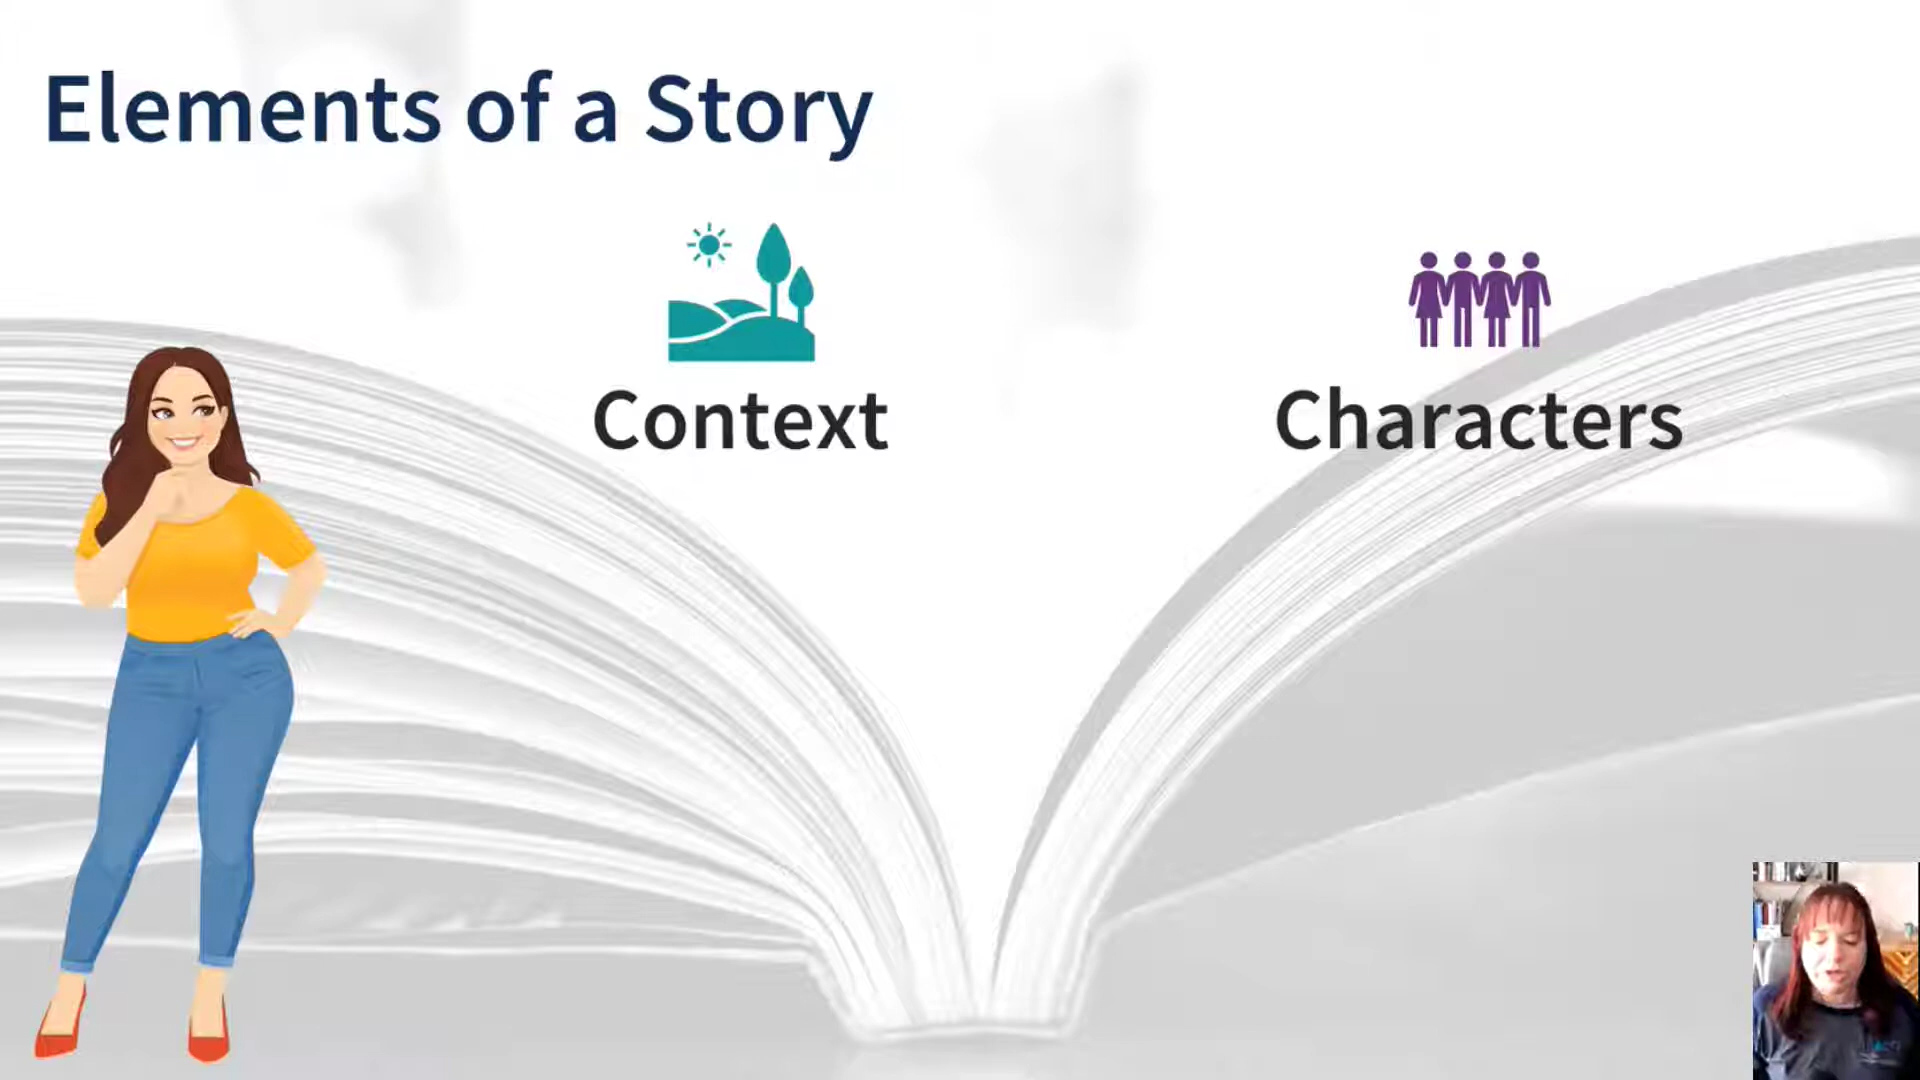 Elements of a Story
Context
Characters